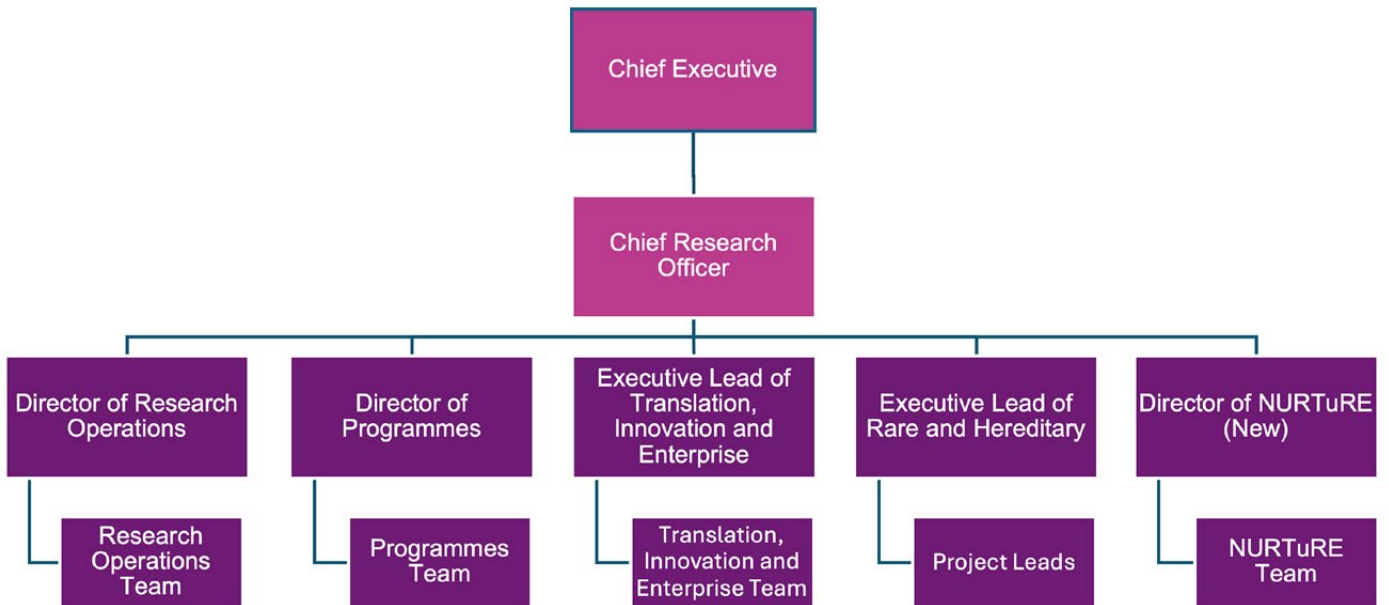 Chief Executive
Chief Research
Officer
Director of Research
Operations
Director of
Programmes
Executive Lead of
Translation,
Innovation and
Enterprise
Executive Lead of
Rare and Hereditary
Director of NURTuRE
(New)
Research
Operations
Team
Programmes
Team
Translation,
Innovation and
Enterprise Team
Project Leads
NURTuRE
Team